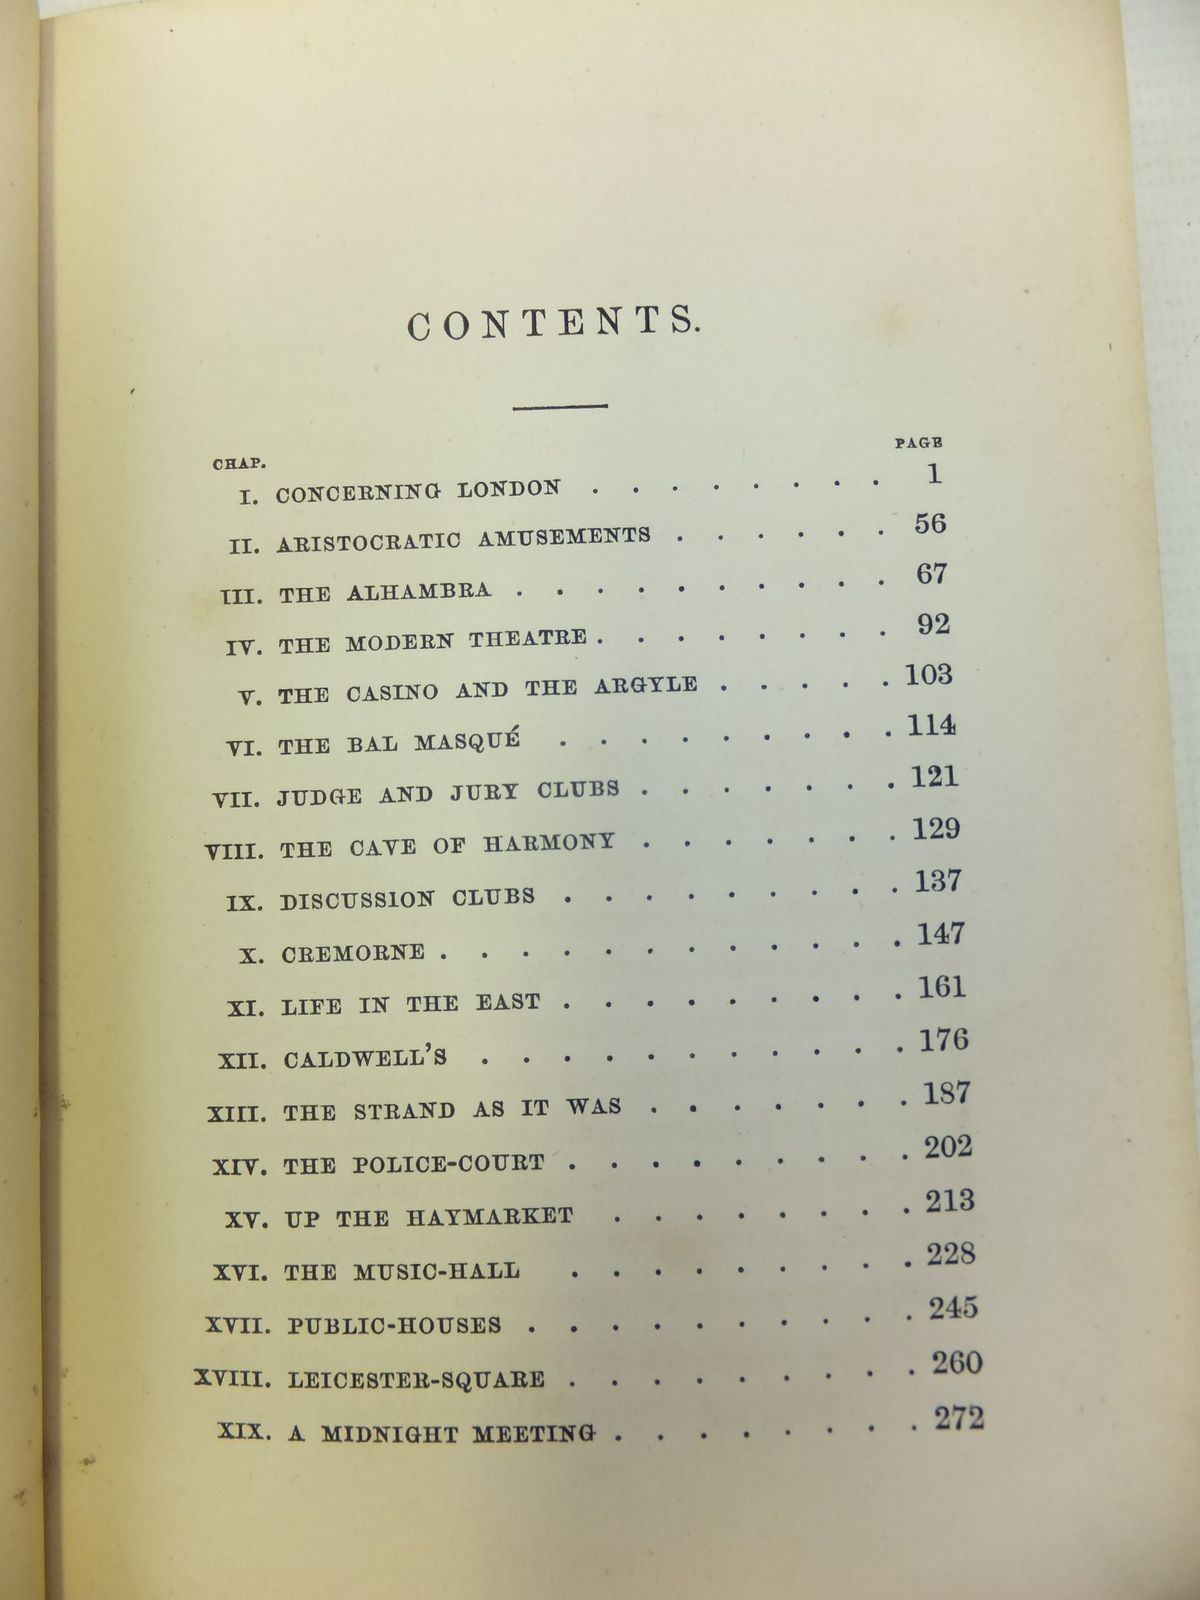 CONTENTS.
CHAP. PAGE
I. CONCERNING LONDON . . . . . . . . 1
II. ARISTOCRATIC AMUSEMENTS . . . . . . 56
III. THE ALHAMBRA . . . . . . . . . . 67
IV. THE MODERN THEATRE . . . . . . . . 92
V. THE CASINO AND THE ARGYLE . . . . . 103
VI. THE BAL MASQUÉ . . . . . . . . . 114
VII. JUDGE AND JURY CLUBS . . . . . . . 121
VIII. THE CAVE OF HARMONY . . . . . . . 129
IX. DISCUSSION CLUBS . . . . . . . . . 137
X. CREMORNE . . . . . . . . . . . . 147
XI. LIFE IN THE EAST . . . . . . . . . 161
XII. CALDWELL'S . . . . . . . . . . . 176
XIII. THE STRAND AS IT WAS . . . . . . . 187
XIV. THE POLICE-COURT . . . . . . . . . 202
XV. UP THE HAYMARKET . . . . . . . . 213
XVI. THE MUSIC-HALL . . . . . . . . . 228
XVII. PUBLIC-HOUSES . . . . . . . . . . 245
XVIII. LEICESTER-SQUARE . . . . . . . . . 260
XIX. A MIDNIGHT MEETING . . . . . . . . 272